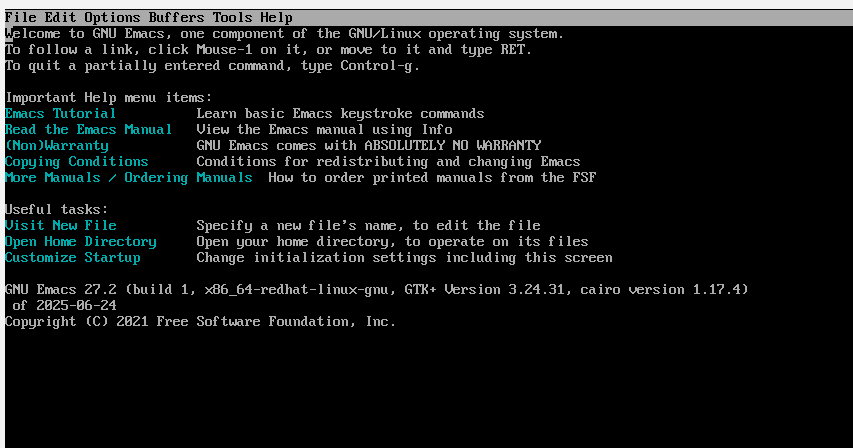 File Edit Options Buffers Tools Help
Welcome to GNU Emacs, one component of the GNU/Linux operating system.
To follow a link, click Mouse-1 on it, or move to it and type RET.
To quit a partially entered command, type Control-g.
Important Help menu items:
Emacs Tutorial Learn basic Emacs keystroke commands
Read the Emacs Manual View the Emacs manual using Info
(Non)Warranty GNU Emacs comes with ABSOLUTELY NO WARRANTY
Copying Conditions Conditions for redistributing and changing Emacs
More Manuals / Ordering Manuals How to order printed manuals from the FSF
Useful tasks:
Visit New File Specify a new file's name, to edit the file
Open Home Directory Open your home directory, to operate on its files
Customize Startup Change initialization settings including this screen
GNU Emacs 27.2 (build 1, x86_64-redhat-linux-gnu, GTK+ Version 3.24.31, cairo version 1.17.4)
of 2025-06-24
Copyright (C) 2021 Free Software Foundation, Inc.